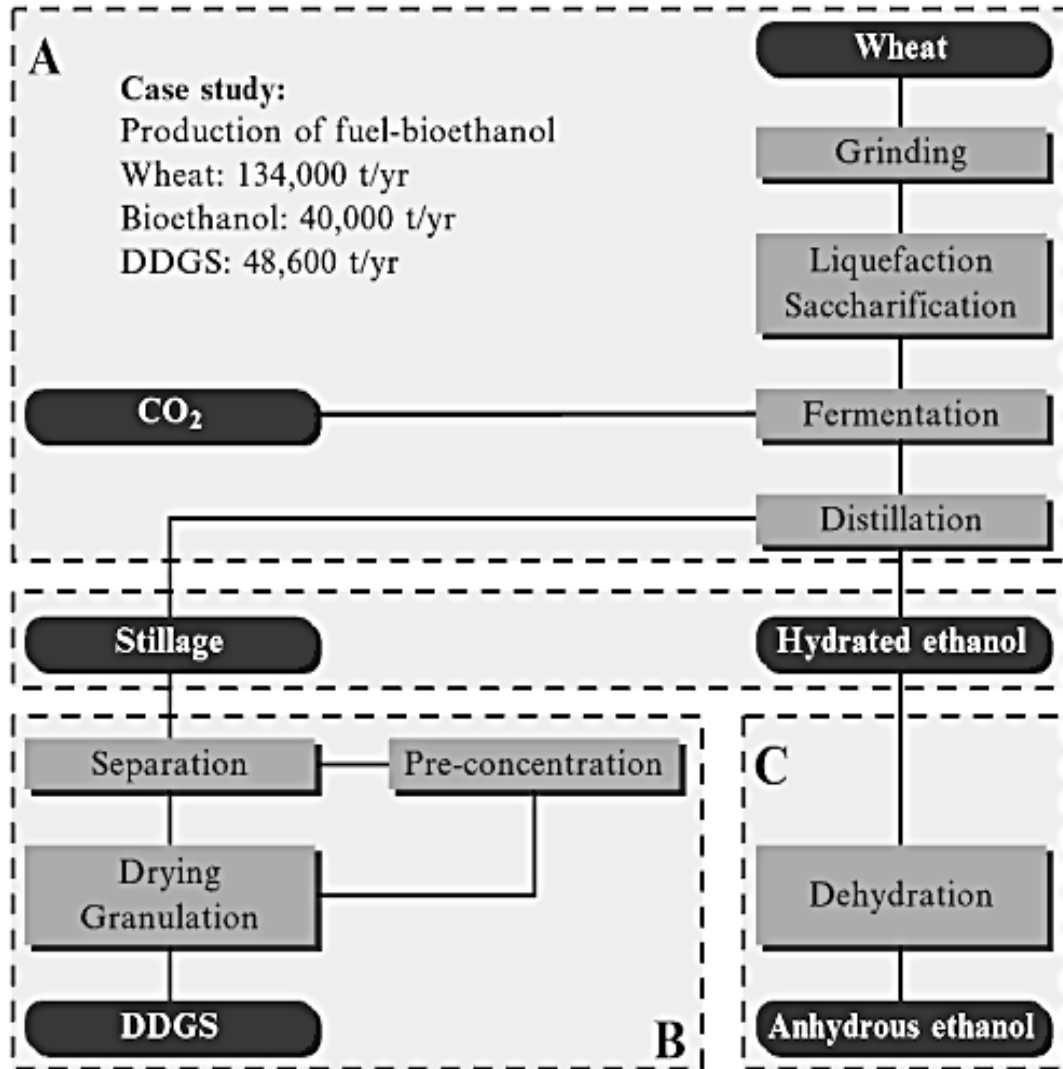 A
Case study:
Production of fuel-bioethanol
Wheat: 134,000 t/yr
Bioethanol: 40,000 t/yr
DDGS: 48,600 t/yr
Wheat
Grinding
Liquefaction
Saccharification
CO₂
Fermentation
Distillation
Stillage
Hydrated ethanol
Separation
Pre-concentration
Drying
Granulation
DDGS
B
C
Dehydration
Anhydrous ethanol